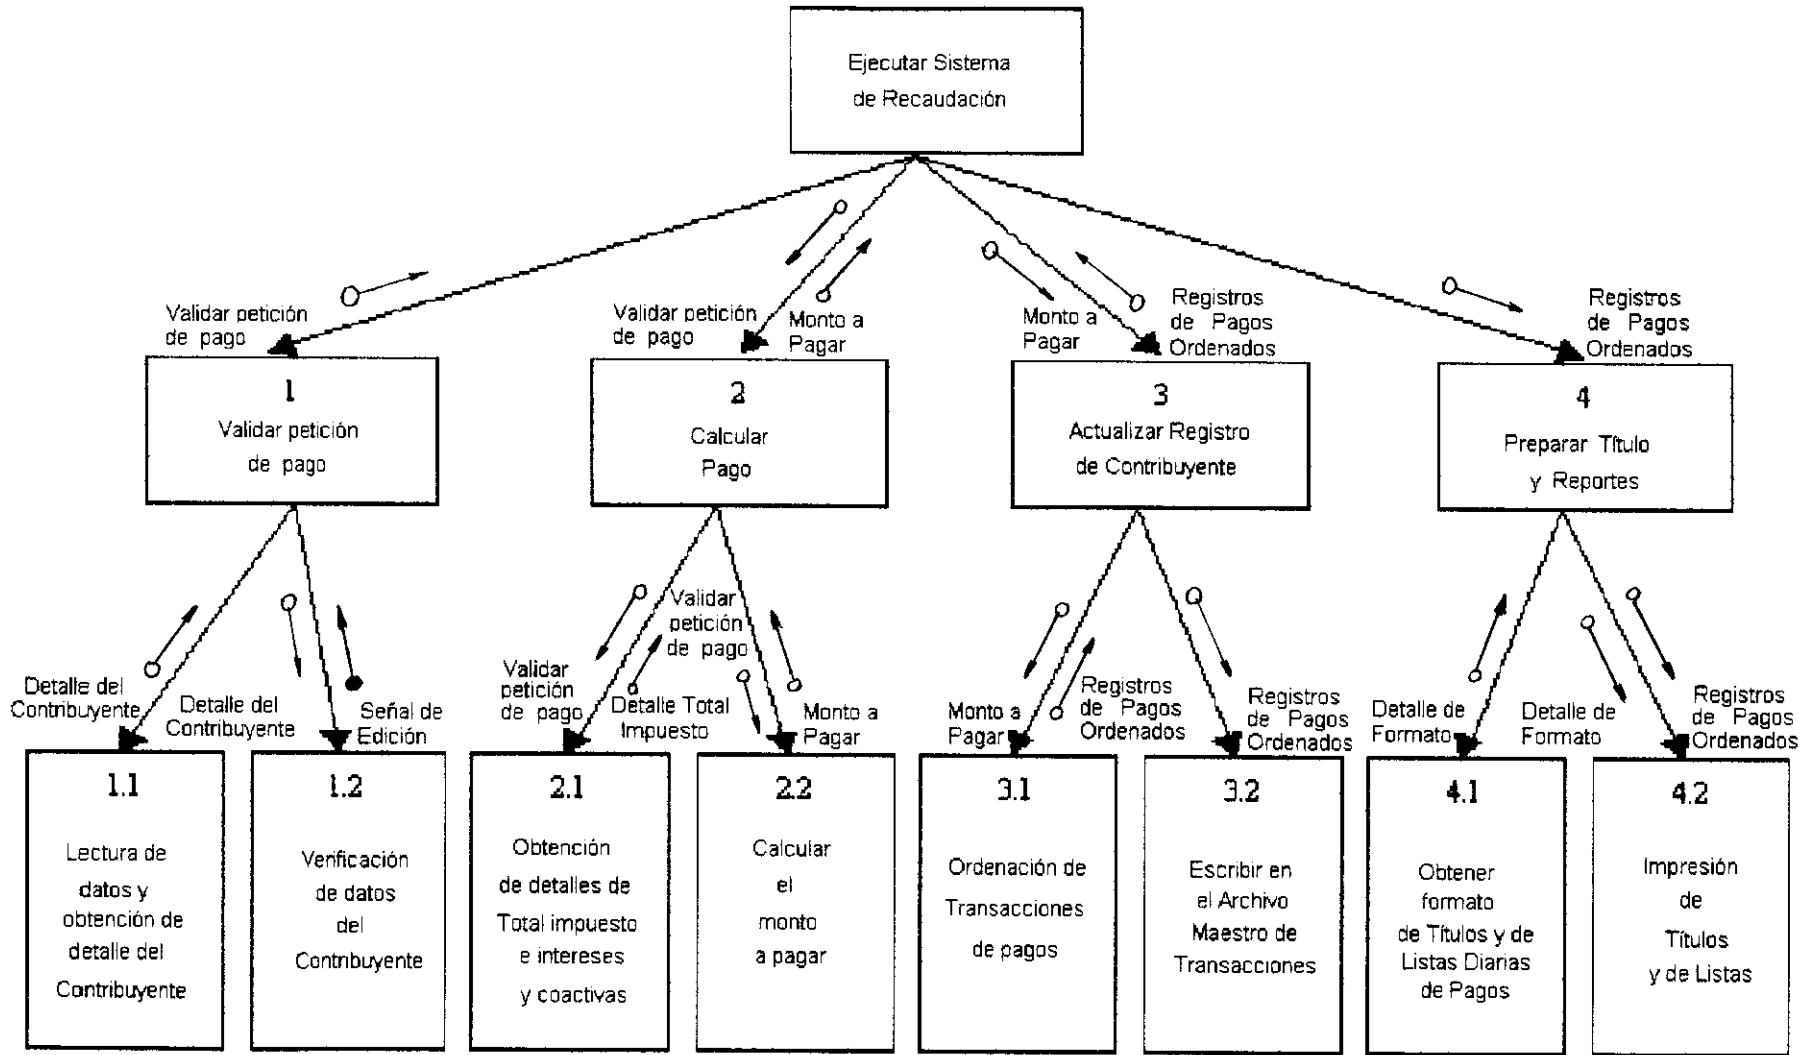 Ejecutar Sistema
de Recaudación
Validar petición
de pago
Validar petición
de pago
Monto a
Pagar
Monto a
Pagar
Registros
de Pagos
Ordenados
Registros
de Pagos
Ordenados
1
Validar petición
de pago
2
Calcular
Pago
3
Actualizar Registro
de Contribuyente
4
Preparar Título
y Reportes
Detalle del
Contribuyente
Detalle del
Contribuyente
Señal de
Edición
Validar
petición
de pago
Detalle Total
Impuesto
Validar
petición
de pago
Monto a
Pagar
Monto a
Pagar
Registros
de Pagos
Ordenados
Registros
de Pagos
Ordenados
Detalle de
Formato
Detalle de
Formato
Registros
de Pagos
Ordenados
1.1
Lectura de
datos y
obtención de
detalle del
Contribuyente
1.2
Verificación
de datos
del
Contribuyente
2.1
Obtención
de detalles de
Total impuesto
e intereses
y coactivas
2.2
Calcular
el
monto
a pagar
3.1
Ordenación de
Transacciones
de pagos
3.2
Escribir en
el Archivo
Maestro de
Transacciones
4.1
Obtener
formato
de Títulos y de
Listas Diarias
de Pagos
4.2
Impresión
de
Títulos
y de Listas